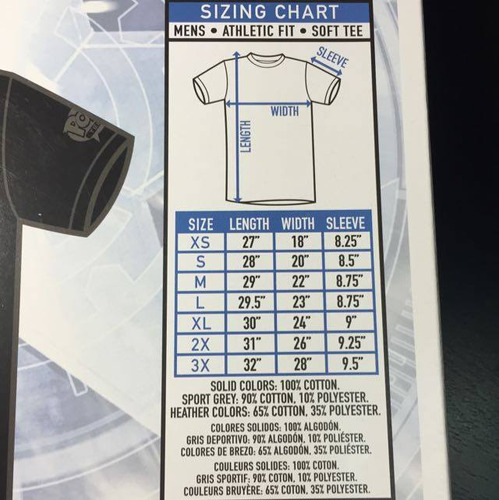 SIZING CHART
MENS • ATHLETIC FIT • SOFT TEE
SLEEVE
WIDTH
LENGTH
SIZE LENGTH WIDTH SLEEVE
XS 27" 18" 8.25"
S 28" 20" 8.5"
M 29" 22" 8.75"
L 29.5" 23" 8.75"
XL 30" 24" 9"
2X 31" 26" 9.25"
3X 32" 28" 9.5"
SOLID COLORS: 100% COTTON.
SPORT GREY: 90% COTTON, 10% POLYESTER.
HEATHER COLORS: 65% COTTON, 35% POLYESTER.
COLORES SOLIDOS: 100% ALGODÓN.
GRIS DEPORTIVO: 90% ALGODÓN, 10% POLIÉSTER.
COLORES DE BREZO: 65% ALGODÓN, 35% POLIÉSTER.
COULEURS SOLIDES: 100% COTON.
GRIS SPORTIF: 90% COTON, 10% POLYESTER.
COULEURS BRUYÈRE: 65% COTON, 35% POLYESTER.